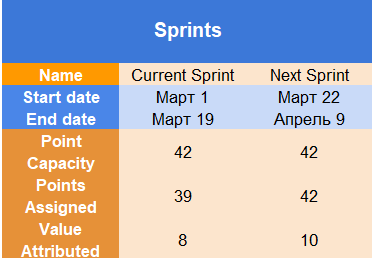 Sprints
Name Current Sprint Next Sprint
Start date Март 1 Март 22
End date Март 19 Апрель 9
Point
Capacity 42 42
Points
Assigned 39 42
Value
Attributed 8 10